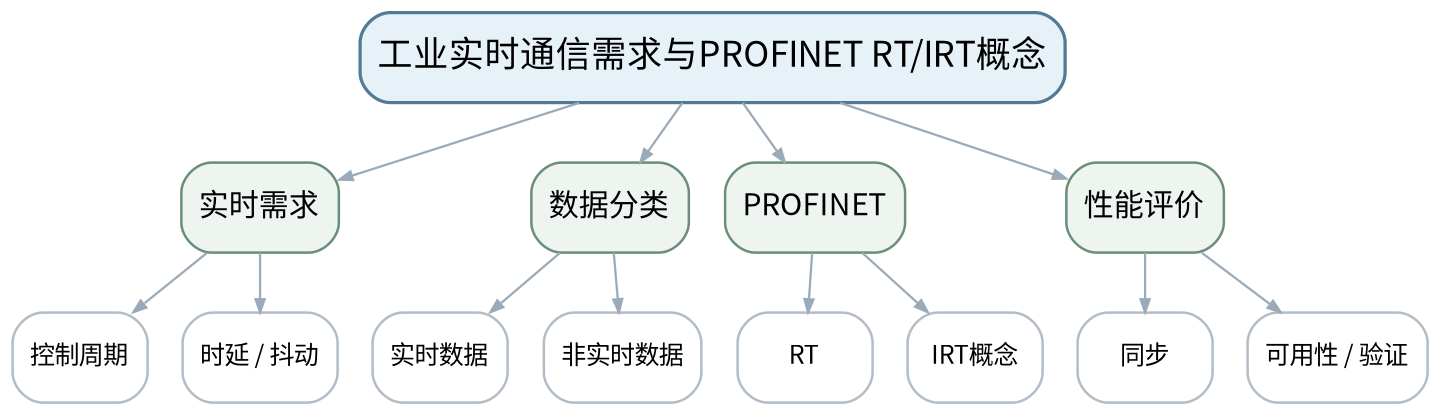 工业实时通信需求与PROFINET RT/IRT概念
实时需求
数据分类
PROFINET
性能评价
控制周期
时延 / 抖动
实时数据
非实时数据
RT
IRT概念
同步
可用性 / 验证